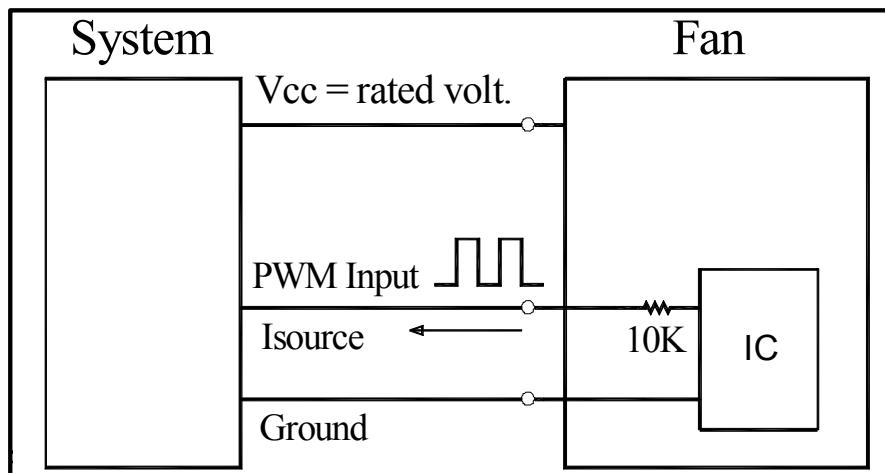 System
Fan
Vcc = rated volt.
PWM Input
Isource
10K
IC
Ground